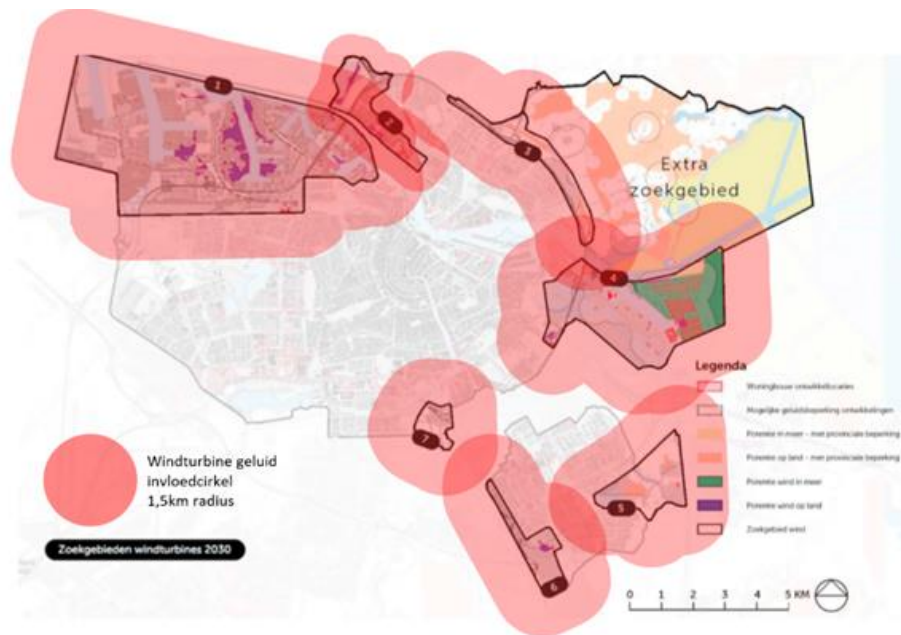 1
2
3
Extra
zoekgebied
4
Legenda
Woningbouw ontwikkellocaties
Mogelijke geluidsbeperking ontwikkelingen
Potentie in meer - met provinciale beperking
Potentie op land - met provinciale beperking
Potentie wind in meer
Potentie wind op land
Zoekgebied wind
7
5
6
Windturbine geluid
invloedcirkel
1,5km radius
Zoekgebieden windturbines 2030
0 1 2 3 4 5 KM